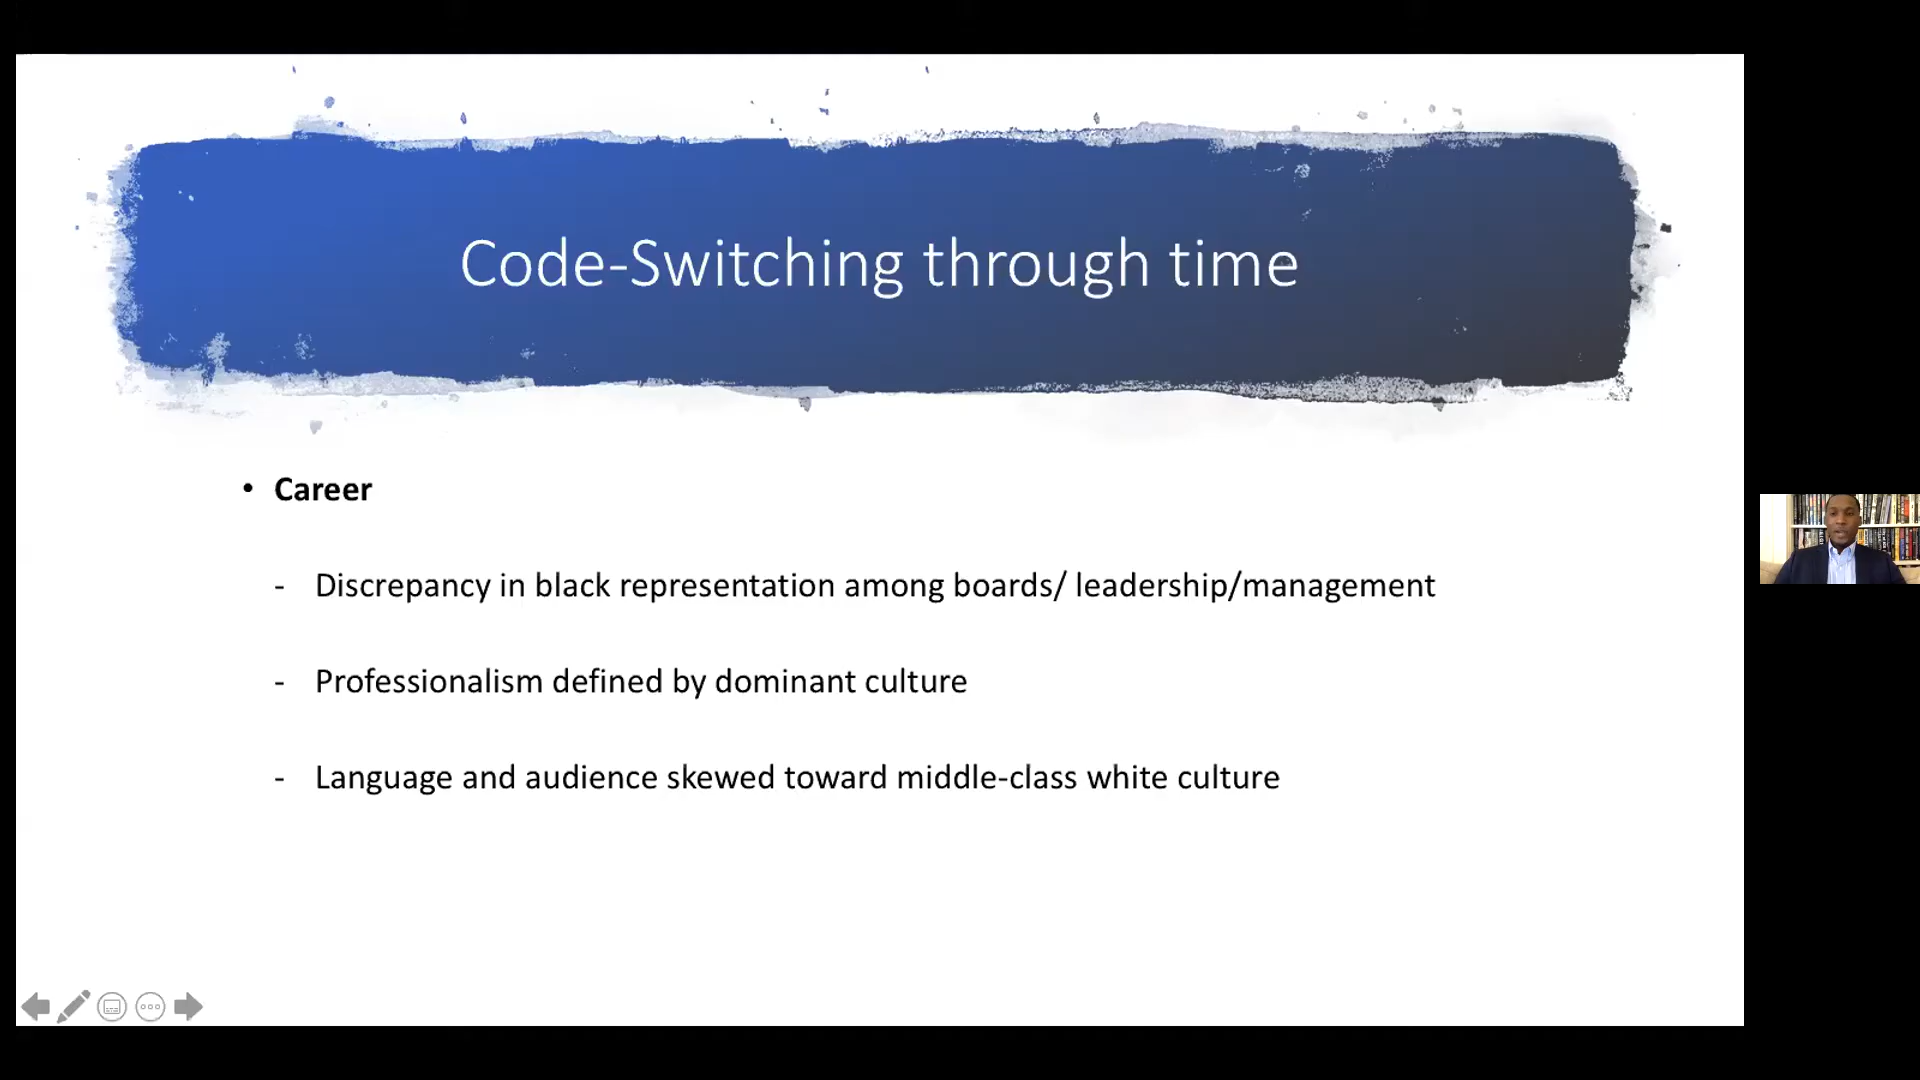 Code-Switching through time
• Career
- Discrepancy in black representation among boards/ leadership/management
- Professionalism defined by dominant culture
- Language and audience skewed toward middle-class white culture